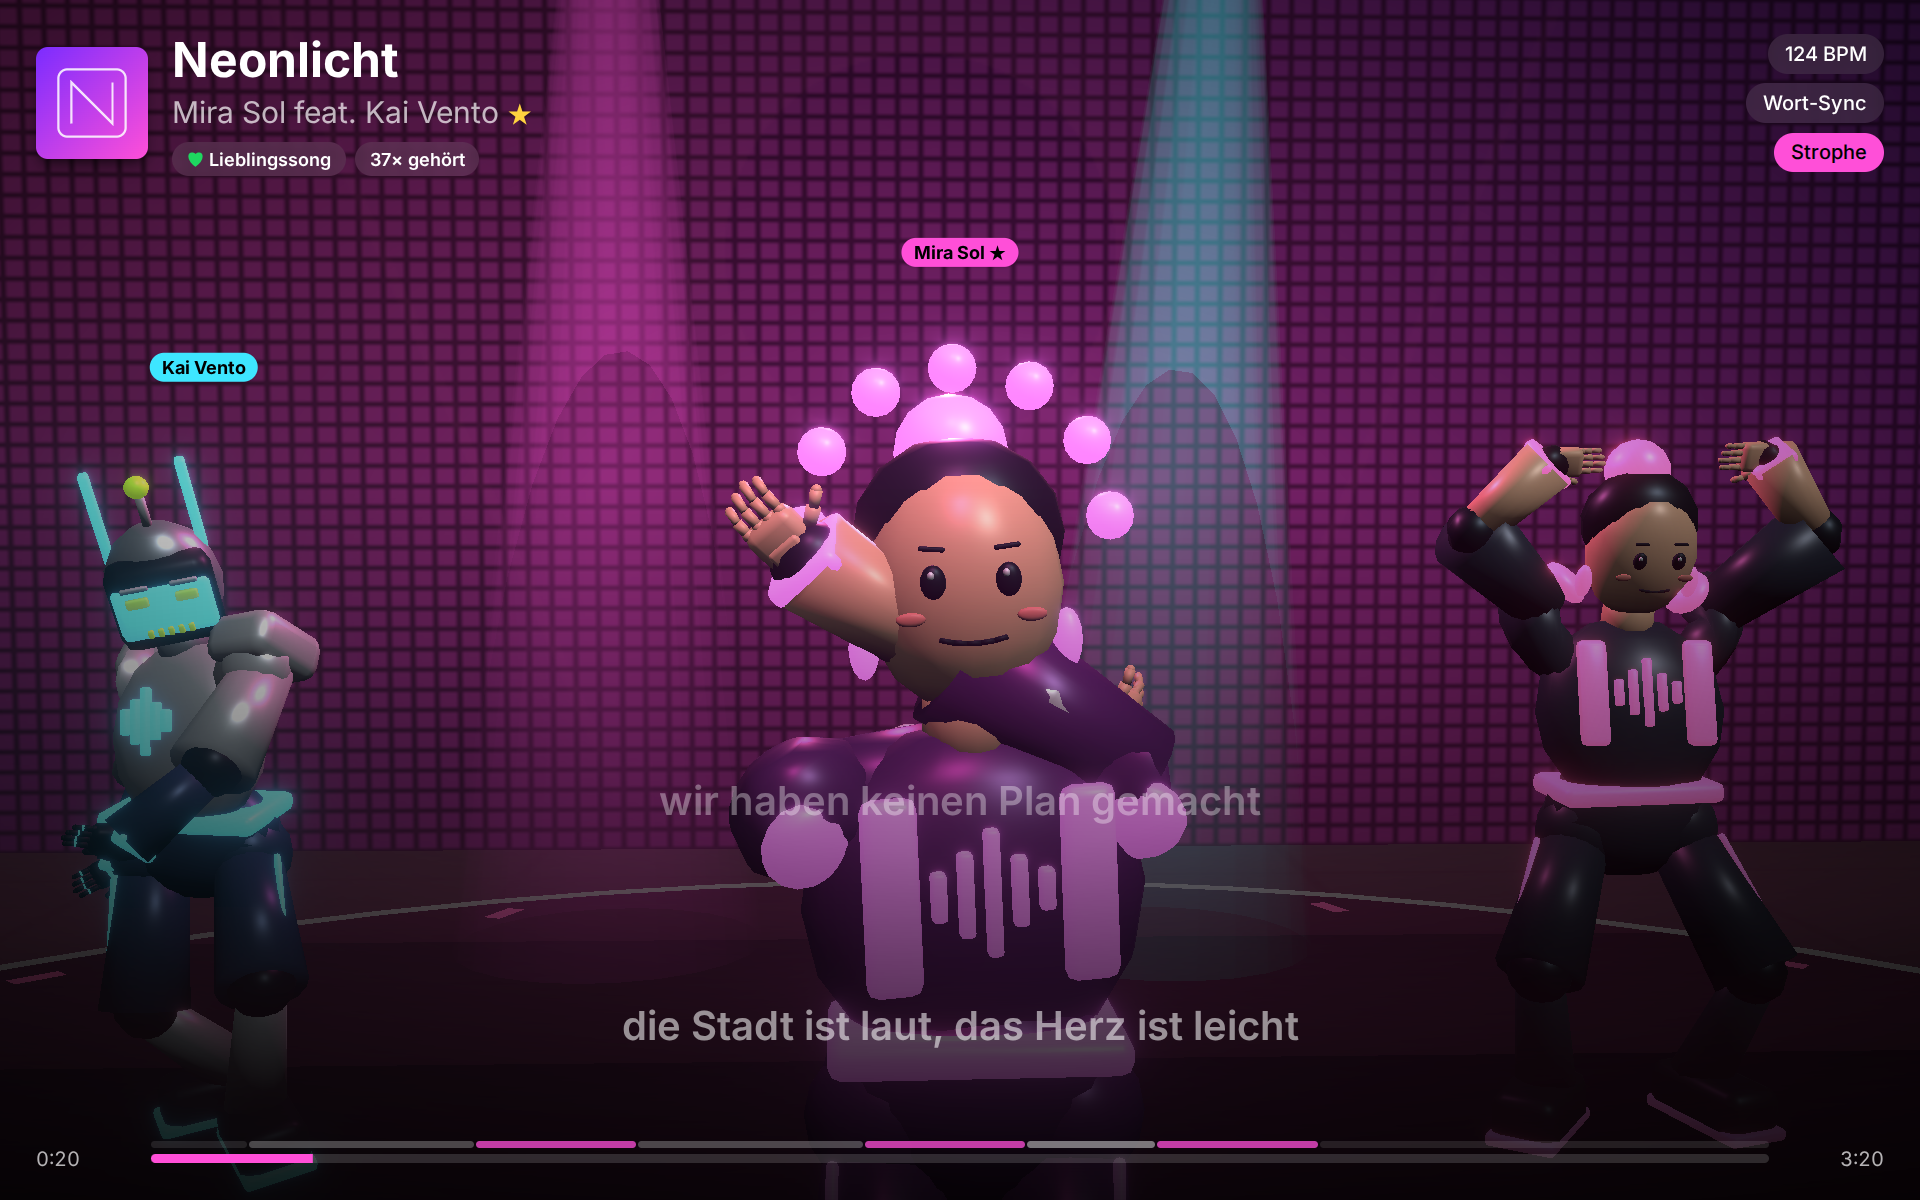 N
Neonlicht
Mira Sol feat. Kai Vento ★
Lieblingssong
37× gehört
124 BPM
Wort-Sync
Strophe
Mira Sol ★
Kai Vento
wir haben keinen Plan gemacht
die Stadt ist laut, das Herz ist leicht
0:20
3:20